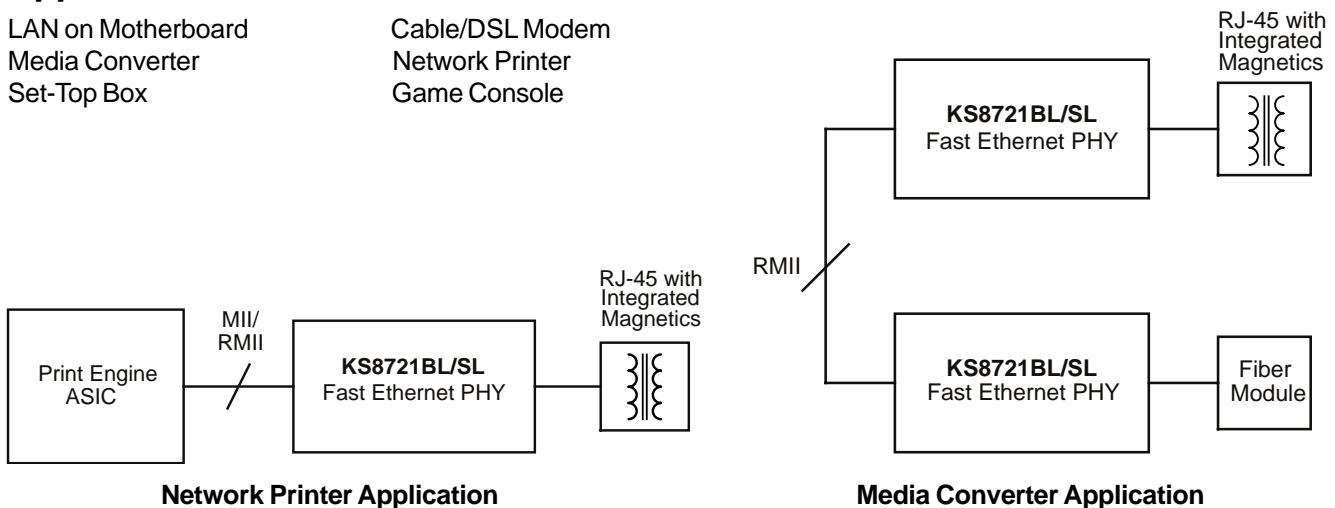 LAN on Motherboard
Media Converter
Set-Top Box
Cable/DSL Modem
Network Printer
Game Console
Print Engine
ASIC
MII/
RMII
KS8721BL/SL
Fast Ethernet PHY
RJ-45 with
Integrated
Magnetics
Network Printer Application
RMII
KS8721BL/SL
Fast Ethernet PHY
RJ-45 with
Integrated
Magnetics
KS8721BL/SL
Fast Ethernet PHY
Fiber
Module
Media Converter Application